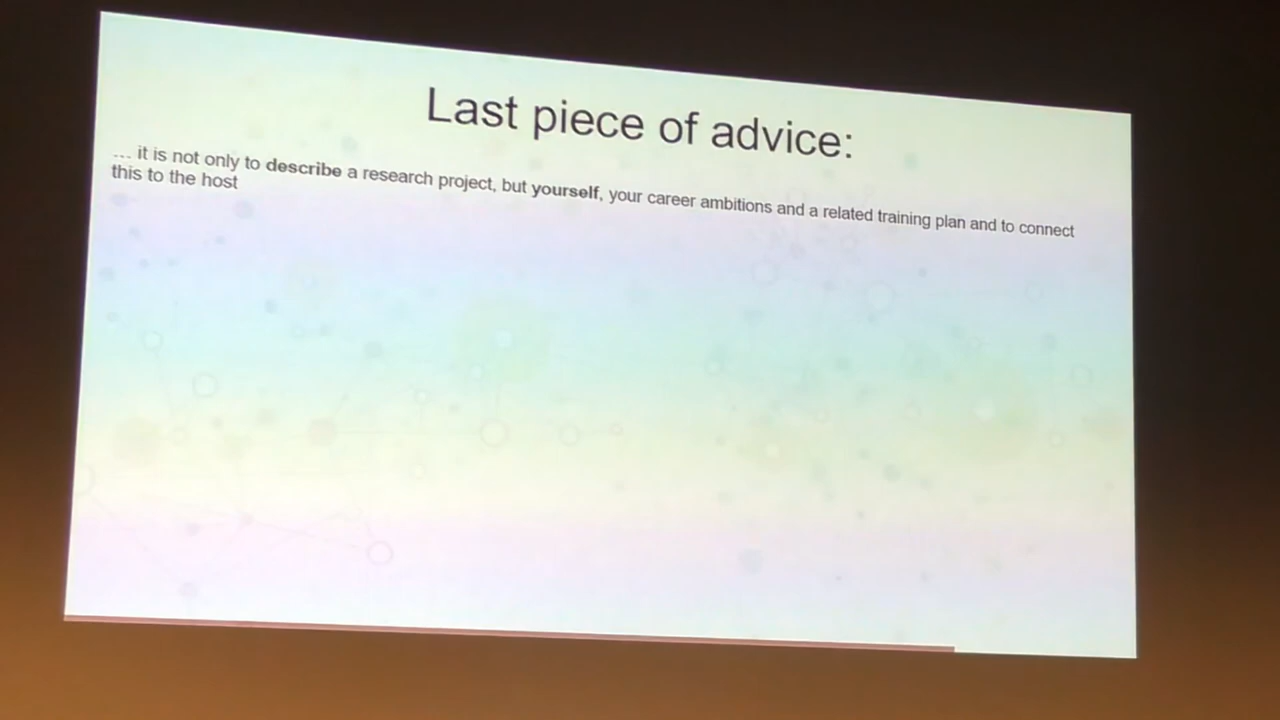 Last piece of advice:
... it is not only to describe a research project, but yourself, your career ambitions and a related training plan and to connect
this to the host